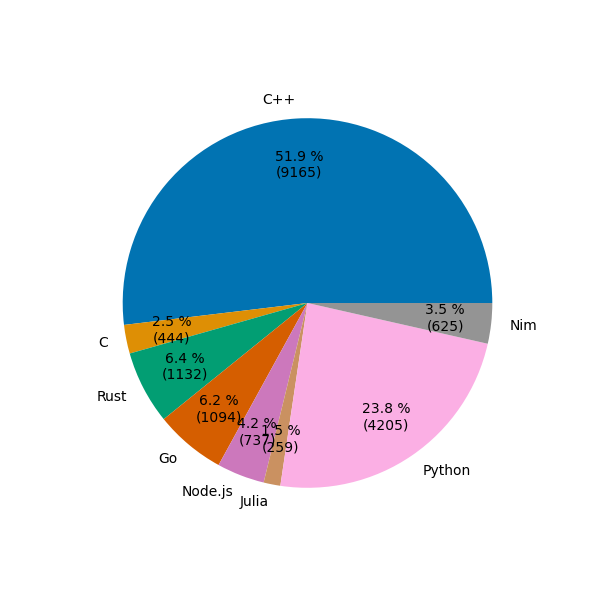 C++
51.9 %
(9165)
3.5 %
(625)
Nim
2.5 %
(444)
C
6.4 %
(1132)
Rust
6.2 %
(1094)
Go
4.2 %
(737)
Node.js
1.5 %
(259)
Julia
23.8 %
(4205)
Python